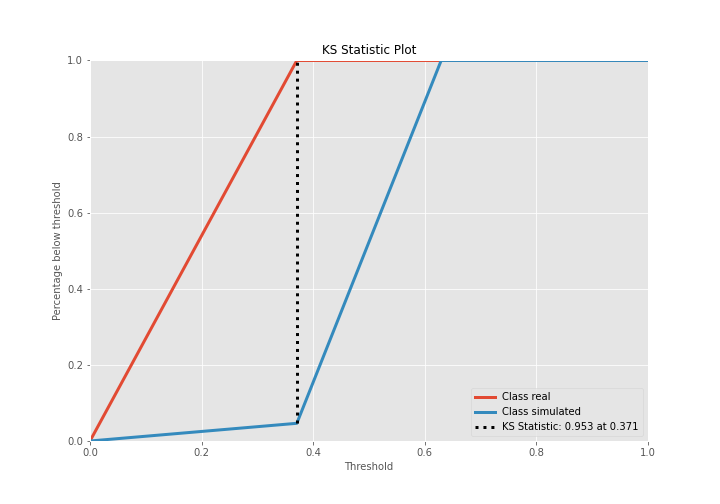 KS Statistic Plot
1.0
0.8
0.6
0.4
0.2
0.0
Percentage below threshold
0.0 0.2 0.4 0.6 0.8 1.0
Threshold
Class real
Class simulated
KS Statistic: 0.953 at 0.371